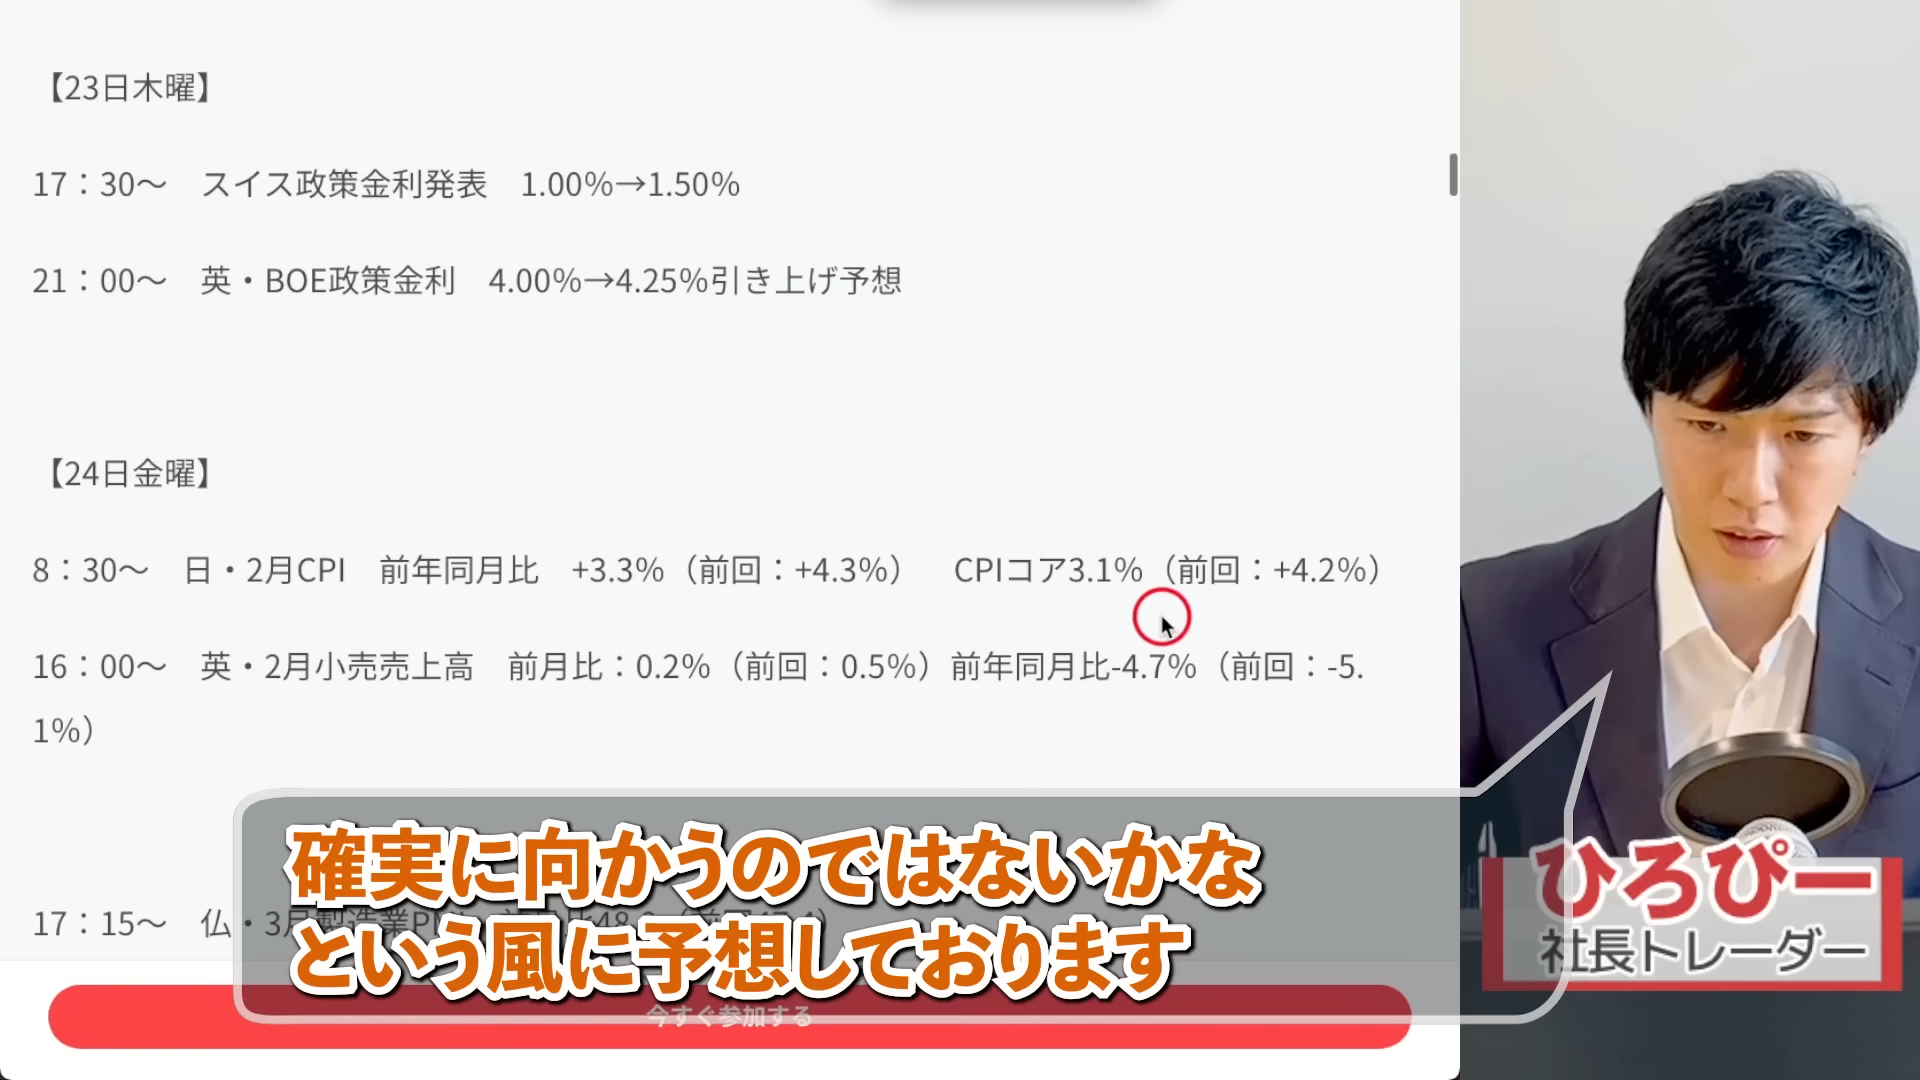 【23日木曜】
17：30〜　スイス政策金利発表　1.00%→1.50%
21：00〜　英・BOE政策金利　4.00%→4.25%引き上げ予想
【24日金曜】
8：30〜　日・2月CPI　前年同月比　+3.3%（前回：+4.3%）　CPIコア3.1%（前回：+4.2%）
16：00〜　英・2月小売売上高　前月比：0.2%（前回：0.5%）前年同月比-4.7%（前回：-5.
1%）
17：15〜　仏・3月製造業PM
確実に向かうのではないかな
という風に予想しております
今すぐ参加する
ひろぴー
社長トレーダー